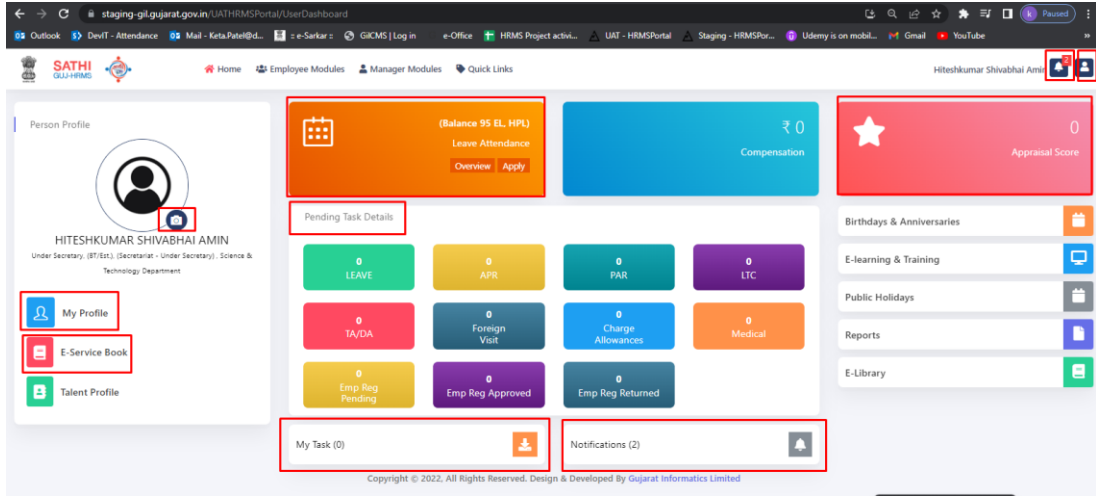 staging-gil.gujarat.gov.in/UATHRMSPortal/UserDashboard
k Paused
Outlook DevIT - Attendance Mail - Keta.Patel@d... :: e-Sarkar :: GilCMS | Log in e-Office HRMS Project activi... UAT - HRMSPortal Staging - HRMSPor... Udemy is on mobil... Gmail YouTube »
SATHI
GUJ-HRMS
Home Employee Modules Manager Modules Quick Links
Hiteshkumar Shivabhai Amin 2
Person Profile
HITESHKUMAR SHIVABHAI AMIN
Under Secretary, (BT/Est.), (Secretariat - Under Secretary) , Science &
Technology Department
My Profile
E-Service Book
Talent Profile
(Balance 95 EL, HPL)
Leave Attendance
Overview Apply
₹ 0
Compensation
0
Appraisal Score
Pending Task Details
0
LEAVE
0
APR
0
PAR
0
LTC
0
TA/DA
0
Foreign
Visit
0
Charge
Allowances
0
Medical
0
Emp Reg
Pending
0
Emp Reg Approved
0
Emp Reg Returned
My Task (0)
Notifications (2)
Birthdays & Anniversaries
E-learning & Training
Public Holidays
Reports
E-Library
Copyright © 2022, All Rights Reserved. Design & Developed By Gujarat Informatics Limited